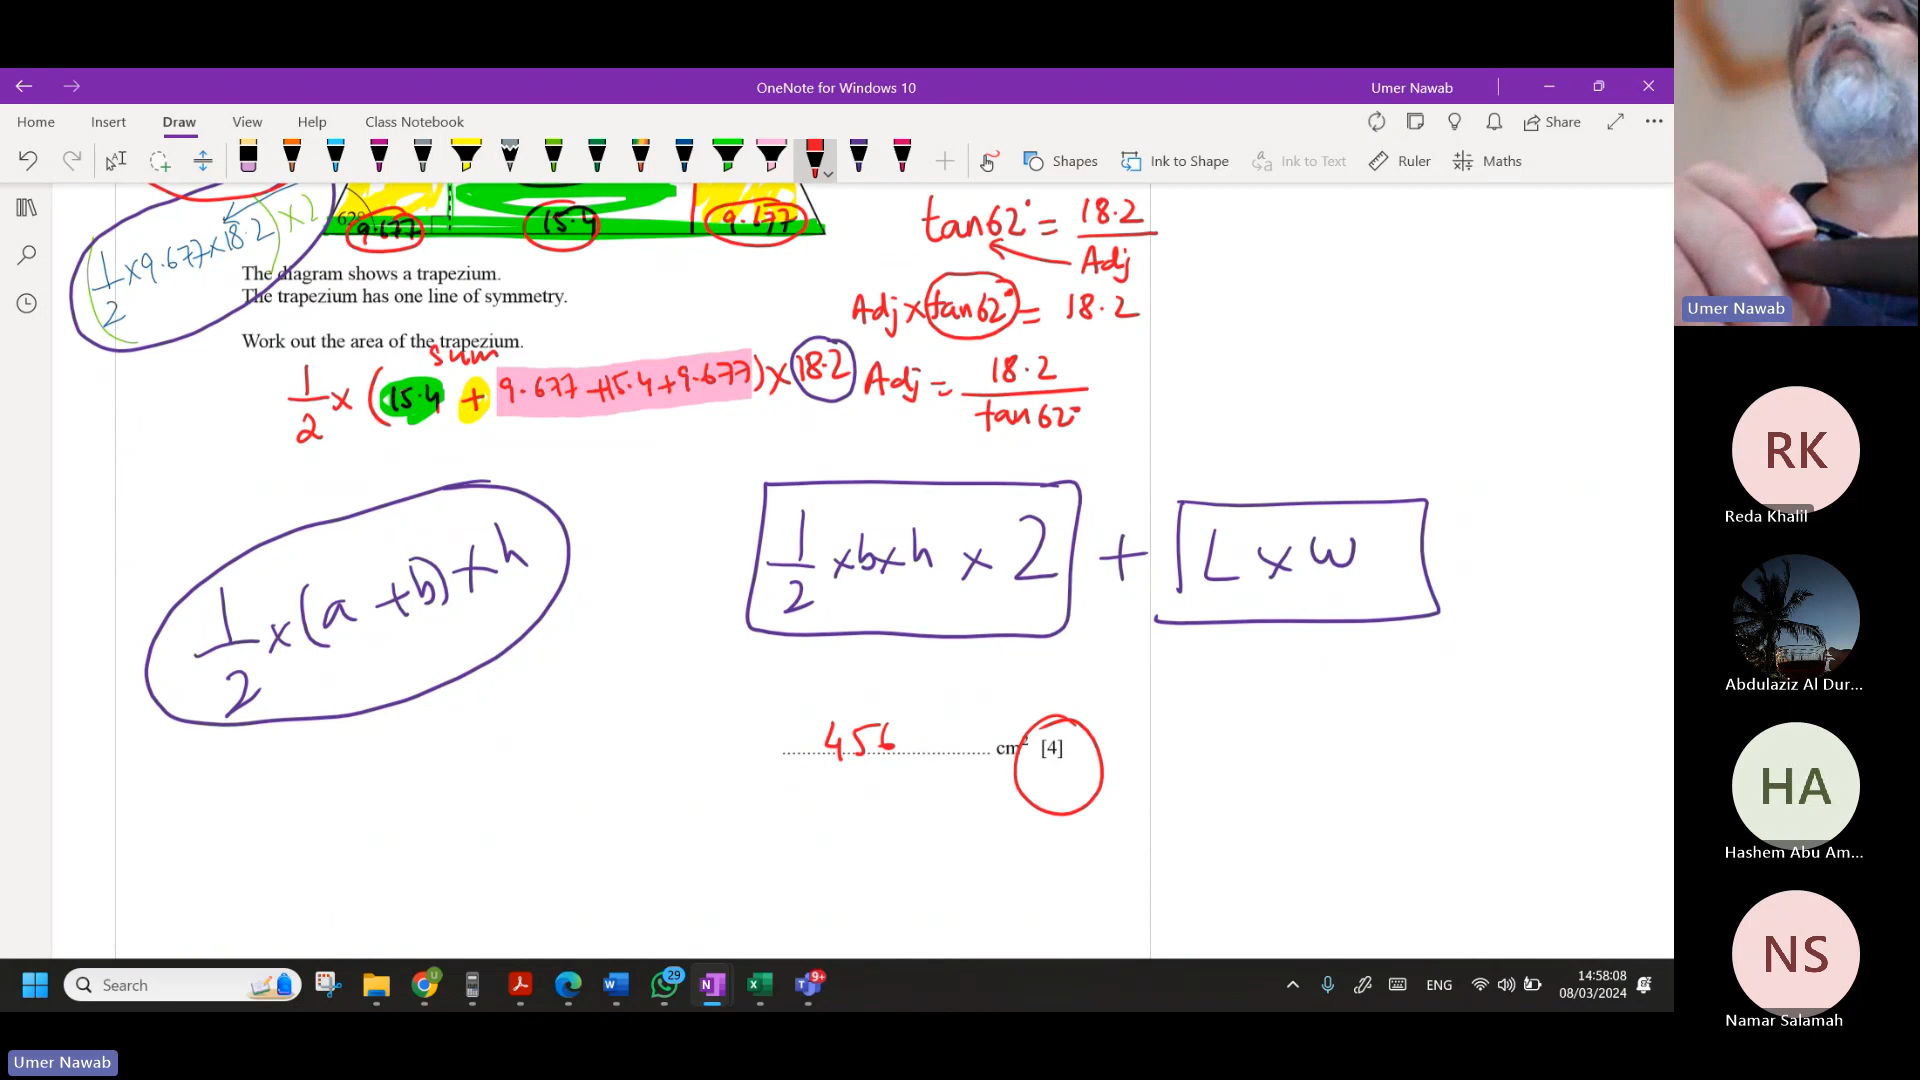 OneNote for Windows 10
Umer Nawab
Home Insert Draw View Help Class Notebook
Share
Shapes Ink to Shape Ink to Text Ruler Maths
62°
9.677 15.4 9.677
1/2 × 9.677 × 18.2 ) × 2
The diagram shows a trapezium.
The trapezium has one line of symmetry.
Work out the area of the trapezium.
sum
1/2 × (15.4 + 9.677 + 15.4 + 9.677) × 18.2
tan 62° = 18.2/Adj
Adj × tan 62° = 18.2
Adj = 18.2/tan 62°
1/2 × (a + b) × h
1/2 × b × h × 2 + L × w
456 cm² [4]
Umer Nawab
RK
Reda Khalil
Abdulaziz Al Dur...
HA
Hashem Abu Am...
NS
Namar Salamah
Search
29
9+
ENG
14:58:08
08/03/2024
Umer Nawab